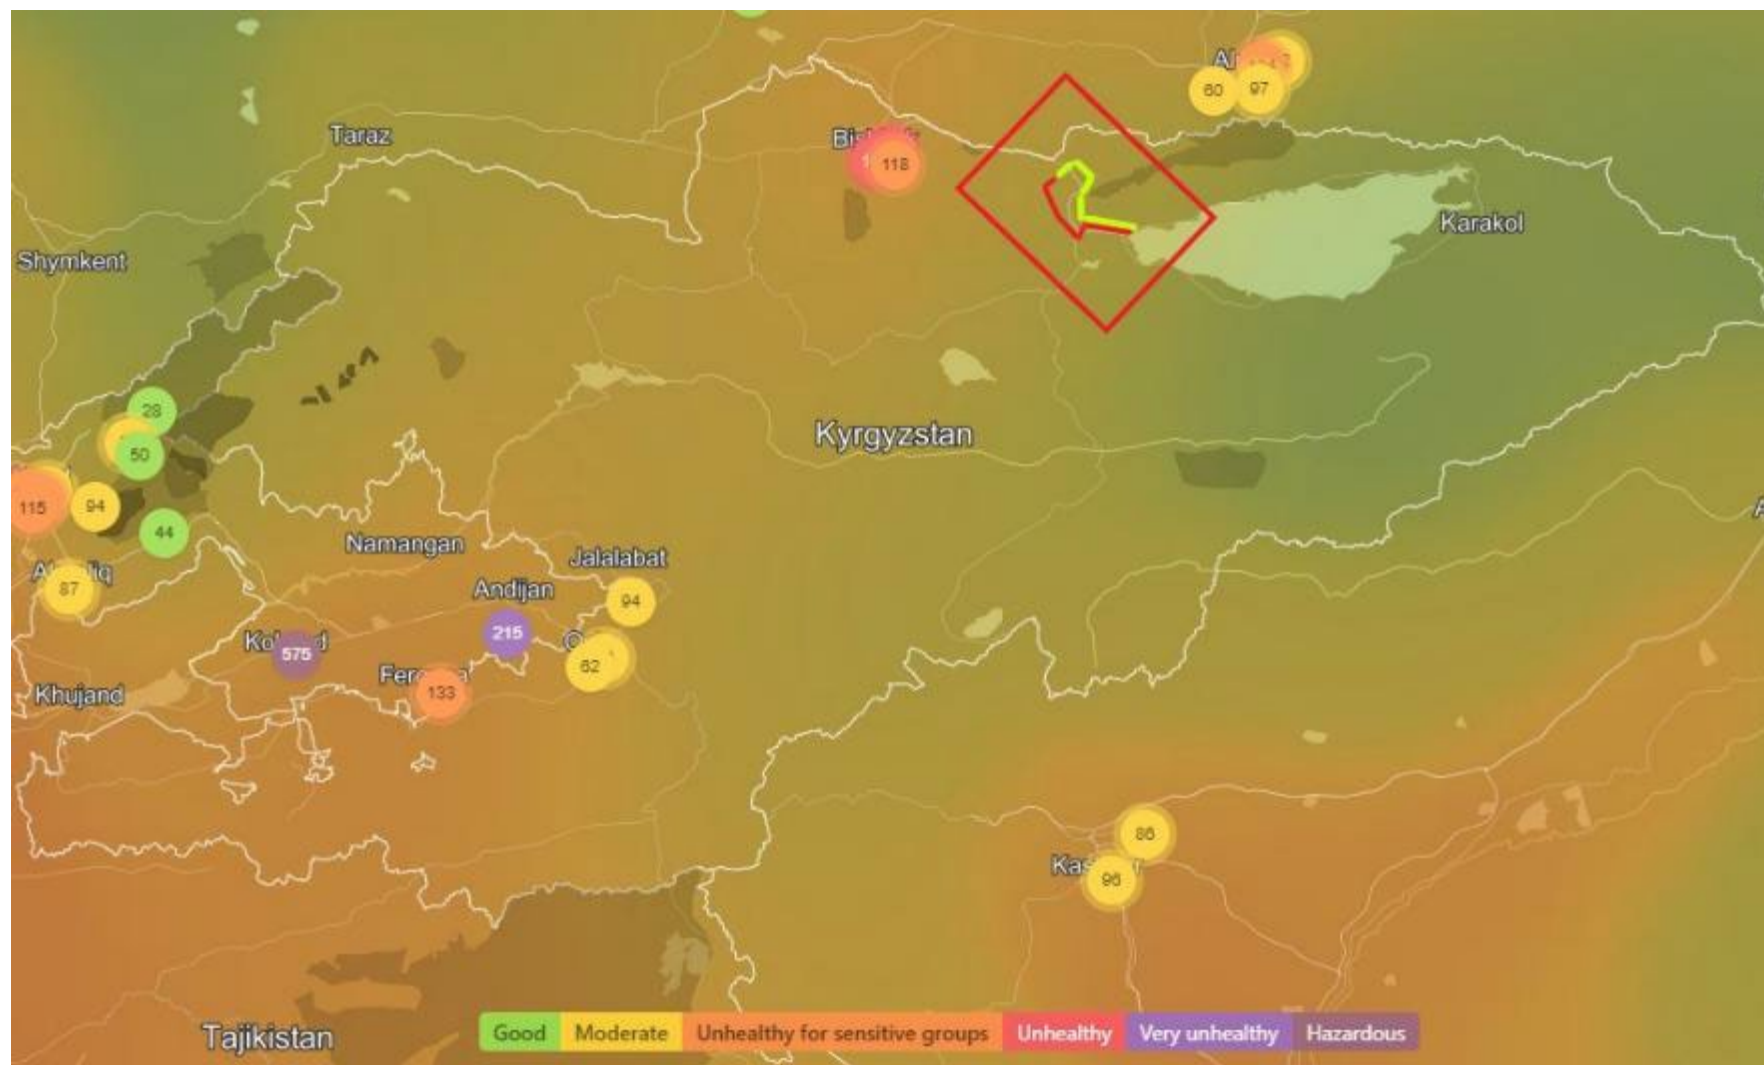 60
97
Taraz
118
Karakol
Shymkent
28
50
Kyrgyzstan
115
94
44
Namangan
Jalalabat
87
Andijan
94
215
575
62
Khujand
133
86
96
Tajikistan
Good Moderate Unhealthy for sensitive groups Unhealthy Very unhealthy Hazardous